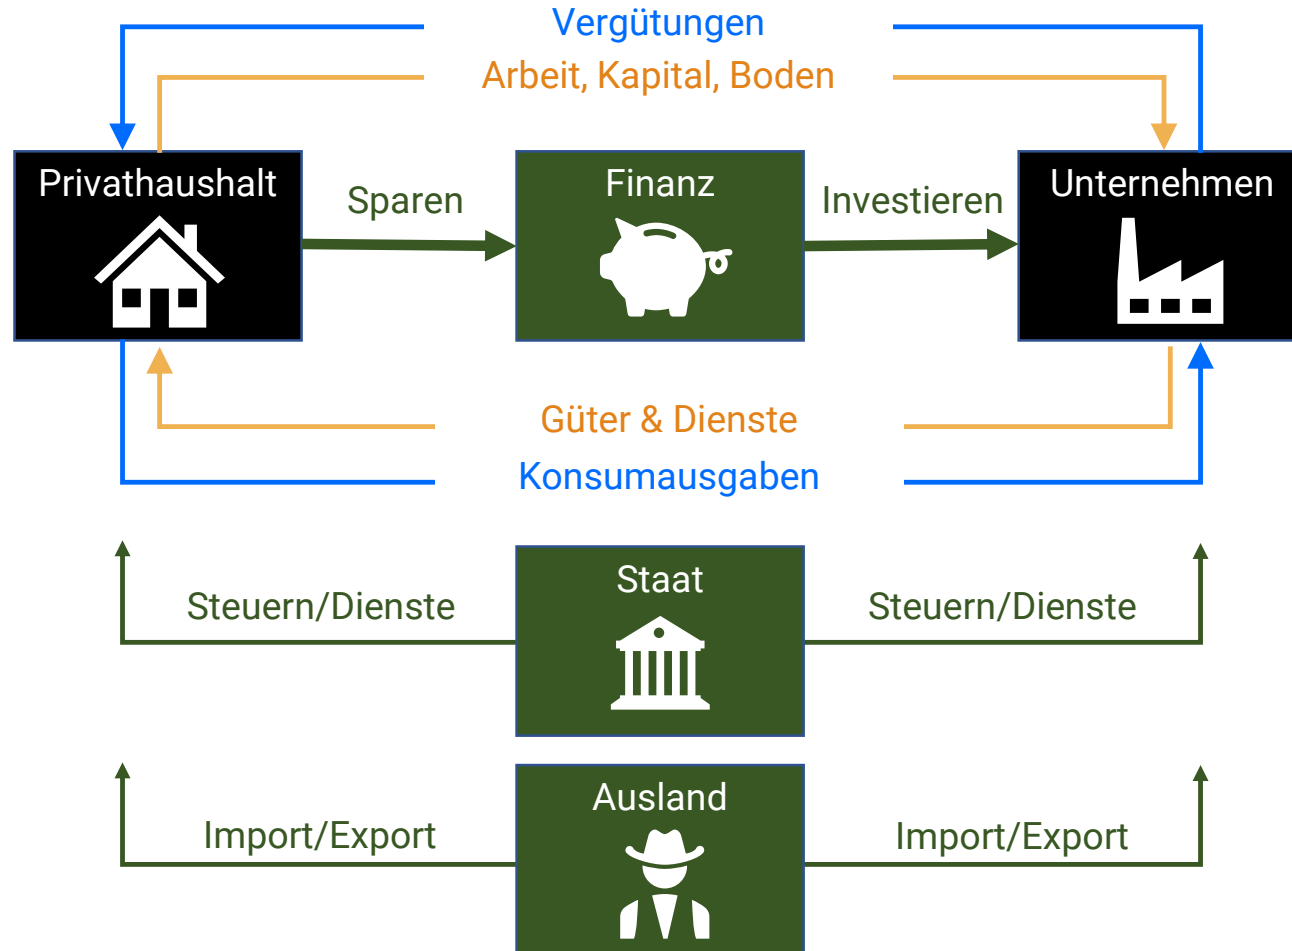 Vergütungen
Arbeit, Kapital, Boden
Privathaushalt
Sparen
Finanz
Investieren
Unternehmen
Güter & Dienste
Konsumausgaben
Staat
Steuern/Dienste
Steuern/Dienste
Ausland
Import/Export
Import/Export